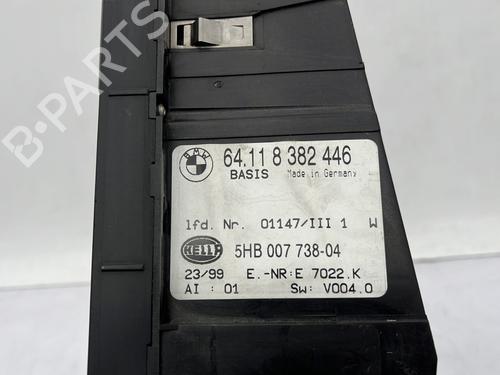 B-PARTS
BMW
64.11 8 382 446
BASIS Made in Germany
lfd. Nr. 01147/III 1 W
HELLA 5HB 007 738-04
23/99 E.-NR:E 7022.K
AI : 01 SW: V004.0